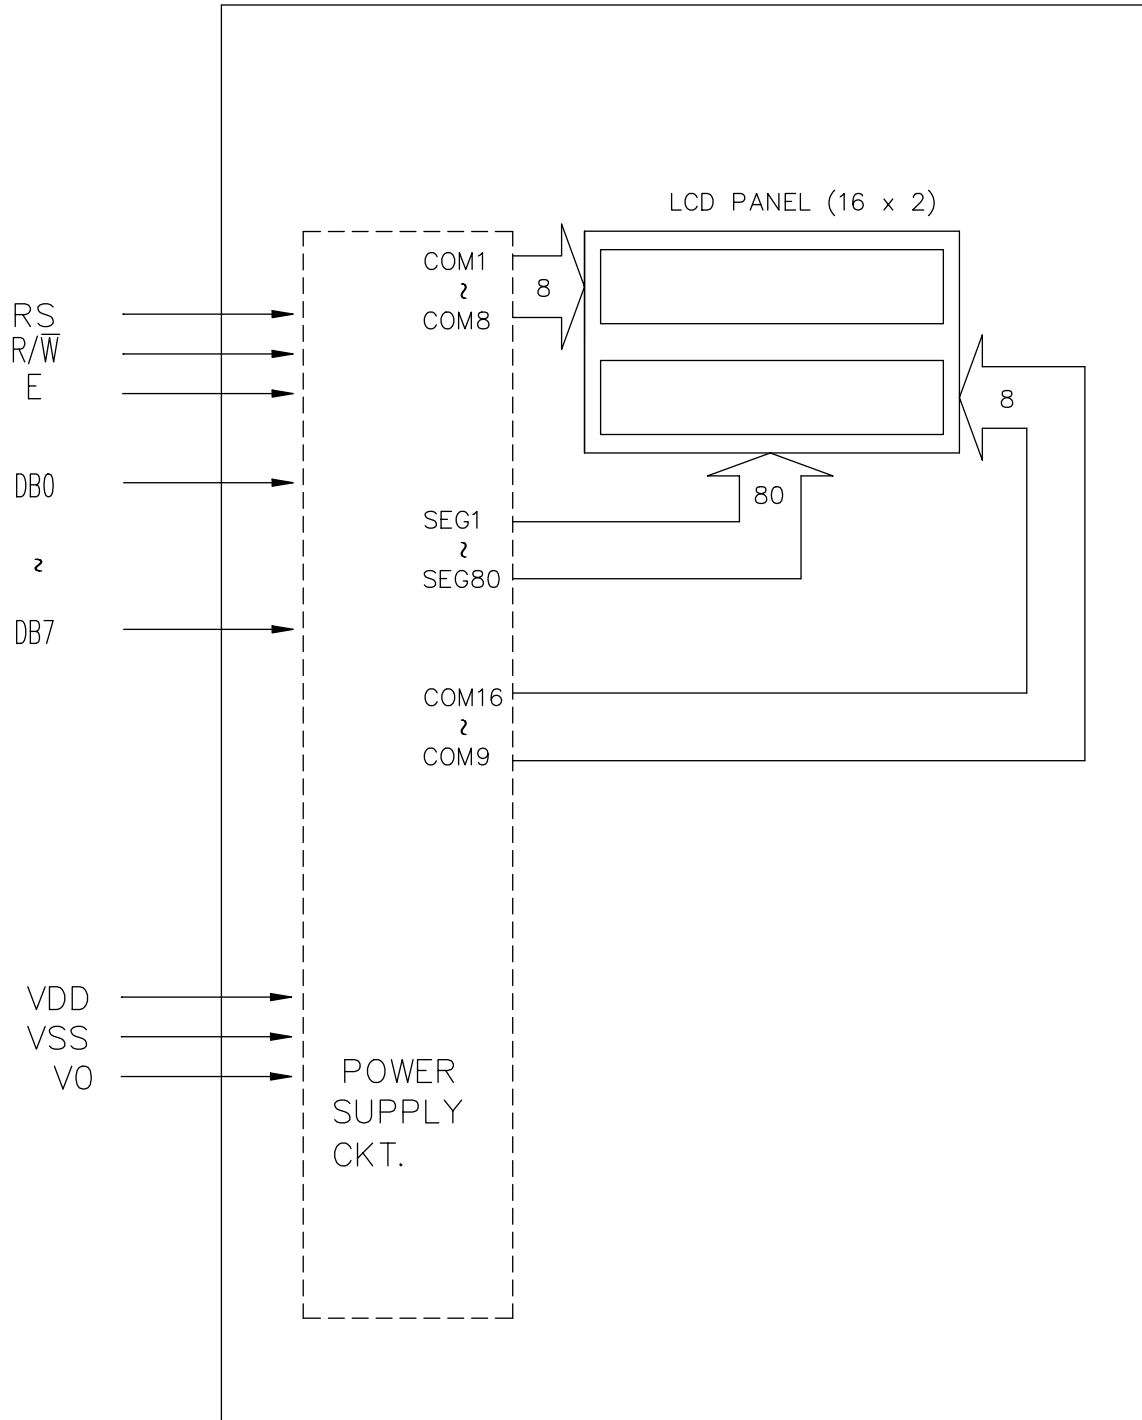 LCD PANEL (16 x 2)
COM1
~
COM8
8
RS
R/W̅
E
8
DB0
~
DB7
80
SEG1
~
SEG80
COM16
~
COM9
VDD
VSS
V0
POWER
SUPPLY
CKT.